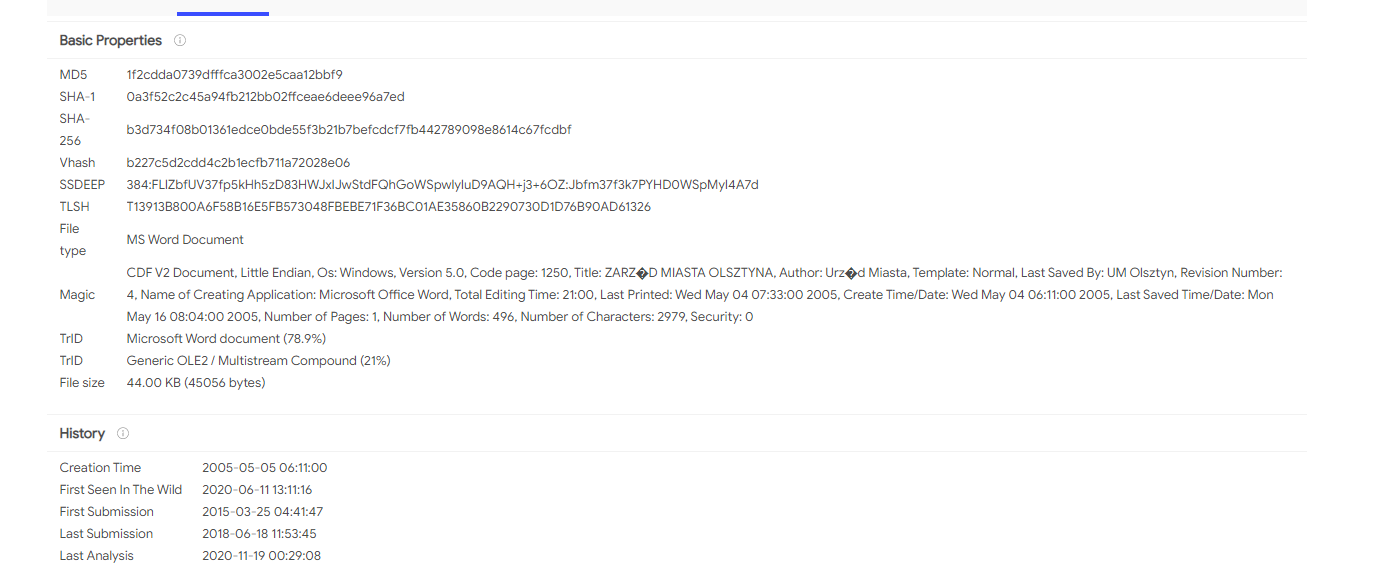 Basic Properties
MD5 1f2cdda0739dfffca3002e5caa12bbf9
SHA-1 0a3f52c2c45a94fb212bb02ffceae6deee96a7ed
SHA-
256 b3d734f08b01361edce0bde55f3b21b7befcdcf7fb442789098e8614c67fcdbf
Vhash b227c5d2cdd4c2b1ecfb711a72028e06
SSDEEP 384:FLIZbfUV37fp5kHh5zD83HWJxIJwStdFQhGoWSpwlyluD9AQH+j3+6OZ:Jbfm37f3k7PYHD0WSpMyI4A7d
TLSH T13913B800A6F58B16E5FB573048FBEBE71F36BC01AE35860B2290730D1D76B90AD61326
File
type MS Word Document
CDF V2 Document, Little Endian, Os: Windows, Version 5.0, Code page: 1250, Title: ZARZ�D MIASTA OLSZTYNA, Author: Urz�d Miasta, Template: Normal, Last Saved By: UM Olsztyn, Revision Number:
Magic 4, Name of Creating Application: Microsoft Office Word, Total Editing Time: 21:00, Last Printed: Wed May 04 07:33:00 2005, Create Time/Date: Wed May 04 06:11:00 2005, Last Saved Time/Date: Mon
May 16 08:04:00 2005, Number of Pages: 1, Number of Words: 496, Number of Characters: 2979, Security: 0
TrID Microsoft Word document (78.9%)
TrID Generic OLE2 / Multistream Compound (21%)
File size 44.00 KB (45056 bytes)
History
Creation Time 2005-05-05 06:11:00
First Seen In The Wild 2020-06-11 13:11:16
First Submission 2015-03-25 04:41:47
Last Submission 2018-06-18 11:53:45
Last Analysis 2020-11-19 00:29:08